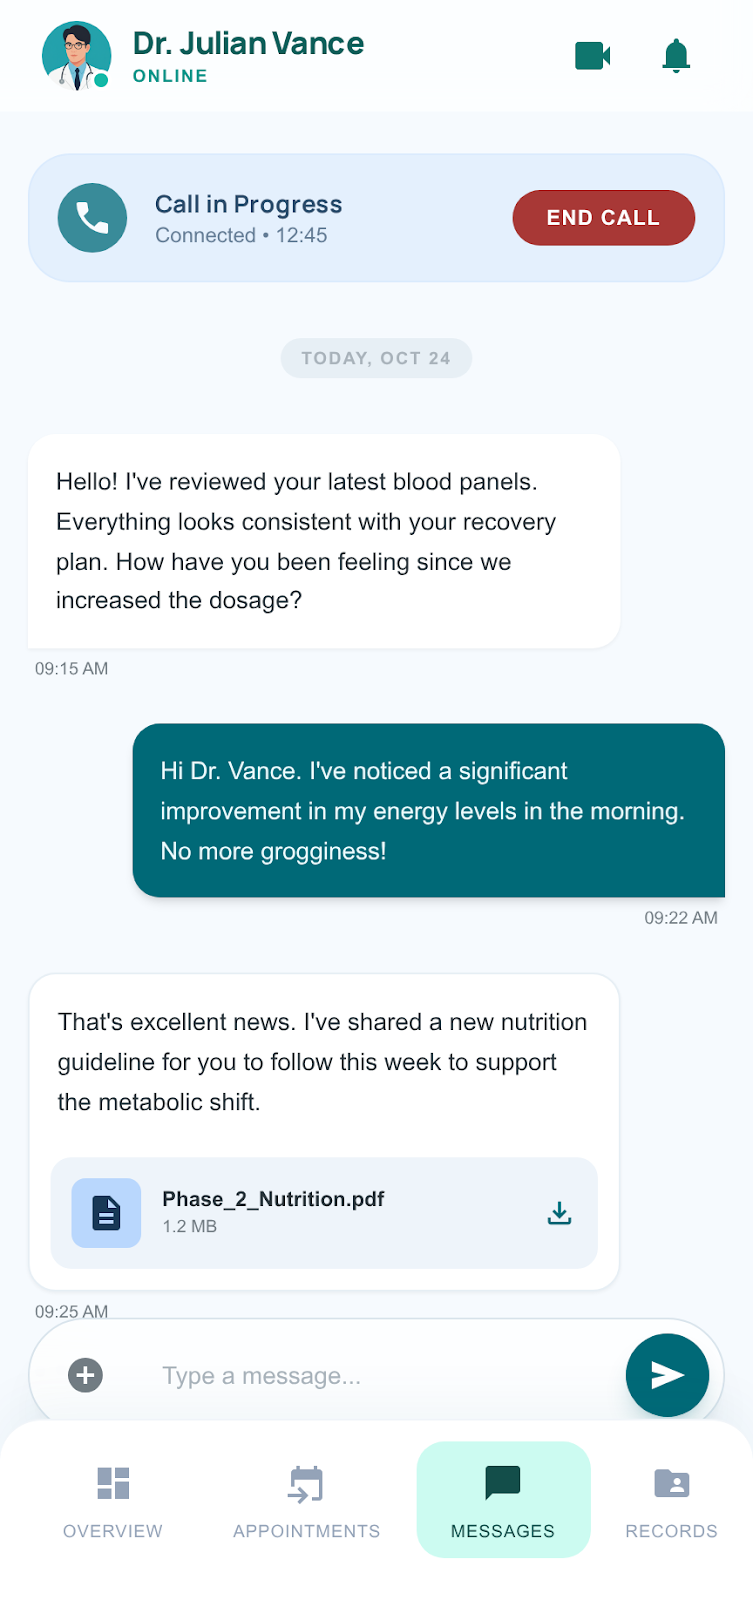 Dr. Julian Vance
ONLINE
Call in Progress
Connected • 12:45
END CALL
TODAY, OCT 24
Hello! I've reviewed your latest blood panels.
Everything looks consistent with your recovery
plan. How have you been feeling since we
increased the dosage?
09:15 AM
Hi Dr. Vance. I've noticed a significant
improvement in my energy levels in the morning.
No more grogginess!
09:22 AM
That's excellent news. I've shared a new nutrition
guideline for you to follow this week to support
the metabolic shift.
Phase_2_Nutrition.pdf
1.2 MB
09:25 AM
Type a message...
OVERVIEW
APPOINTMENTS
MESSAGES
RECORDS